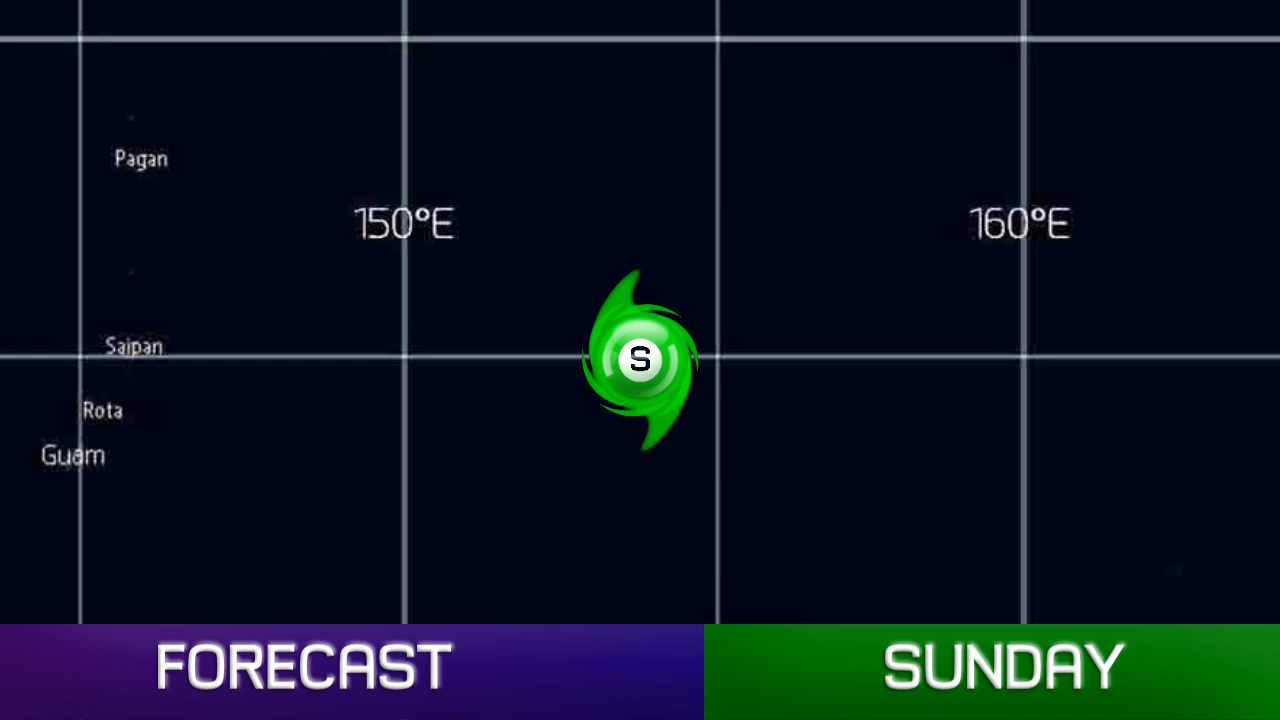 Pagan
150°E
160°E
Saipan
S
Rota
Guam
FORECAST
SUNDAY